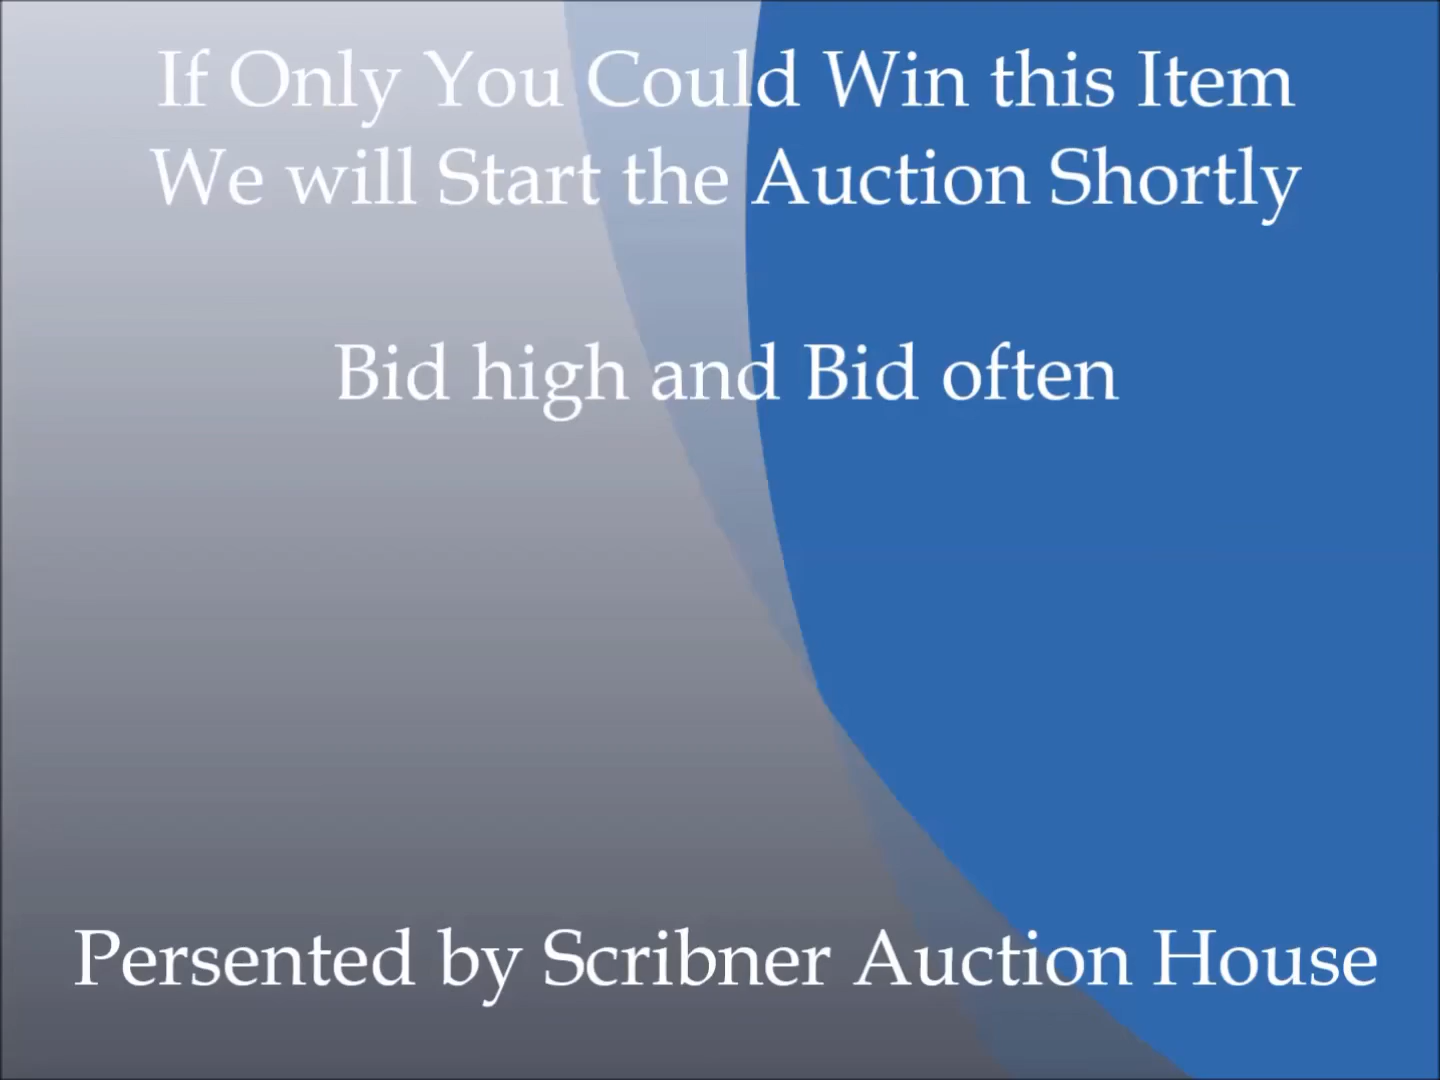 If Only You Could Win this Item
We will Start the Auction Shortly
Bid high and Bid often
Persented by Scribner Auction House